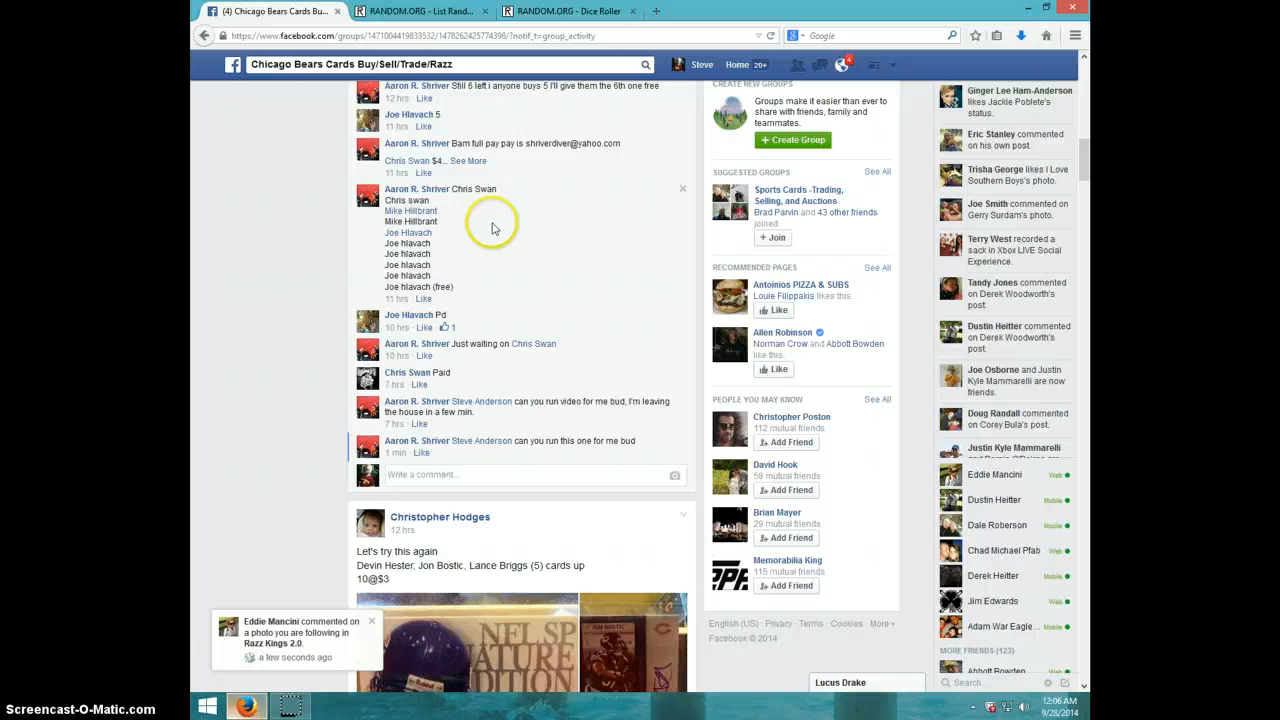 (4) Chicago Bears Cards Bu...
RANDOM.ORG - List Rand...
RANDOM.ORG - Dice Roller
https://www.facebook.com/groups/1471004419833532/1478262425774398/?notif_t=group_activity
Google
Chicago Bears Cards Buy/Sell/Trade/Razz
Steve
Home 20+
4
Aaron R. Shriver Still 6 left i anyone buys 5 I'll give them the 6th one free
12 hrs · Like
Joe Hlavach 5
11 hrs · Like
Aaron R. Shriver Bam full pay pay is shriverdiver@yahoo.com
Chris Swan $4... See More
11 hrs · Like
Aaron R. Shriver Chris Swan
Chris swan
Mike Hillbrant
Mike Hillbrant
Joe Hlavach
Joe hlavach
Joe hlavach
Joe hlavach
Joe hlavach
Joe hlavach (free)
11 hrs · Like
Joe Hlavach Pd
10 hrs · Like · 1
Aaron R. Shriver Just waiting on Chris Swan
10 hrs · Like
Chris Swan Paid
7 hrs · Like
Aaron R. Shriver Steve Anderson can you run video for me bud, I'm leaving
the house in a few min.
7 hrs · Like
Aaron R. Shriver Steve Anderson can you run this one for me bud
1 min · Like
Write a comment...
Christopher Hodges
12 hrs
Let's try this again
Devin Hester, Jon Bostic, Lance Briggs (5) cards up
10@$3
NFL SP
NATURE
DITION
JON BOSTIC
Eddie Mancini commented on
a photo you are following in
Razz Kings 2.0.
a few seconds ago
CREATE NEW GROUPS
Groups make it easier than ever to
share with friends, family and
teammates.
+ Create Group
SUGGESTED GROUPS
See All
Sports Cards -Trading,
Selling, and Auctions
Brad Parvin and 43 other friends
joined
+ Join
RECOMMENDED PAGES
See All
Antoinios PIZZA & SUBS
Louie Filippakis likes this.
Like
Allen Robinson
Norman Crow and Abbott Bowden
like this.
Like
PEOPLE YOU MAY KNOW
See All
Christopher Poston
112 mutual friends
Add Friend
David Hook
58 mutual friends
Add Friend
Brian Mayer
29 mutual friends
Add Friend
Memorabilia King
115 mutual friends
Add Friend
English (US) · Privacy · Terms · Cookies · More
Facebook © 2014
Ginger Lee Ham-Anderson
likes Jackie Poblete's
status.
Eric Stanley commented
on his own post.
Trisha George likes I Love
Southern Boys's photo.
Joe Smith commented on
Gerry Surdam's photo.
Terry West recorded a
sack in Xbox LIVE Social
Experience.
Tandy Jones commented
on Derek Woodworth's
post.
Dustin Heitter commented
on Derek Woodworth's
post.
Joe Osborne and Justin
Kyle Mammarelli are now
friends.
Doug Randall commented
on Corey Bula's post.
Justin Kyle Mammarelli
Eddie Mancini Web
Dustin Heitter Mobile
Dale Roberson Mobile
Chad Michael Pfab Web
Derek Heitter Mobile
Jim Edwards Web
Adam War Eagle... Mobile
MORE FRIENDS (123)
Abbott Bowden
Search
Lucus Drake
12:06 AM
9/28/2014
Screencast-O-Matic.com